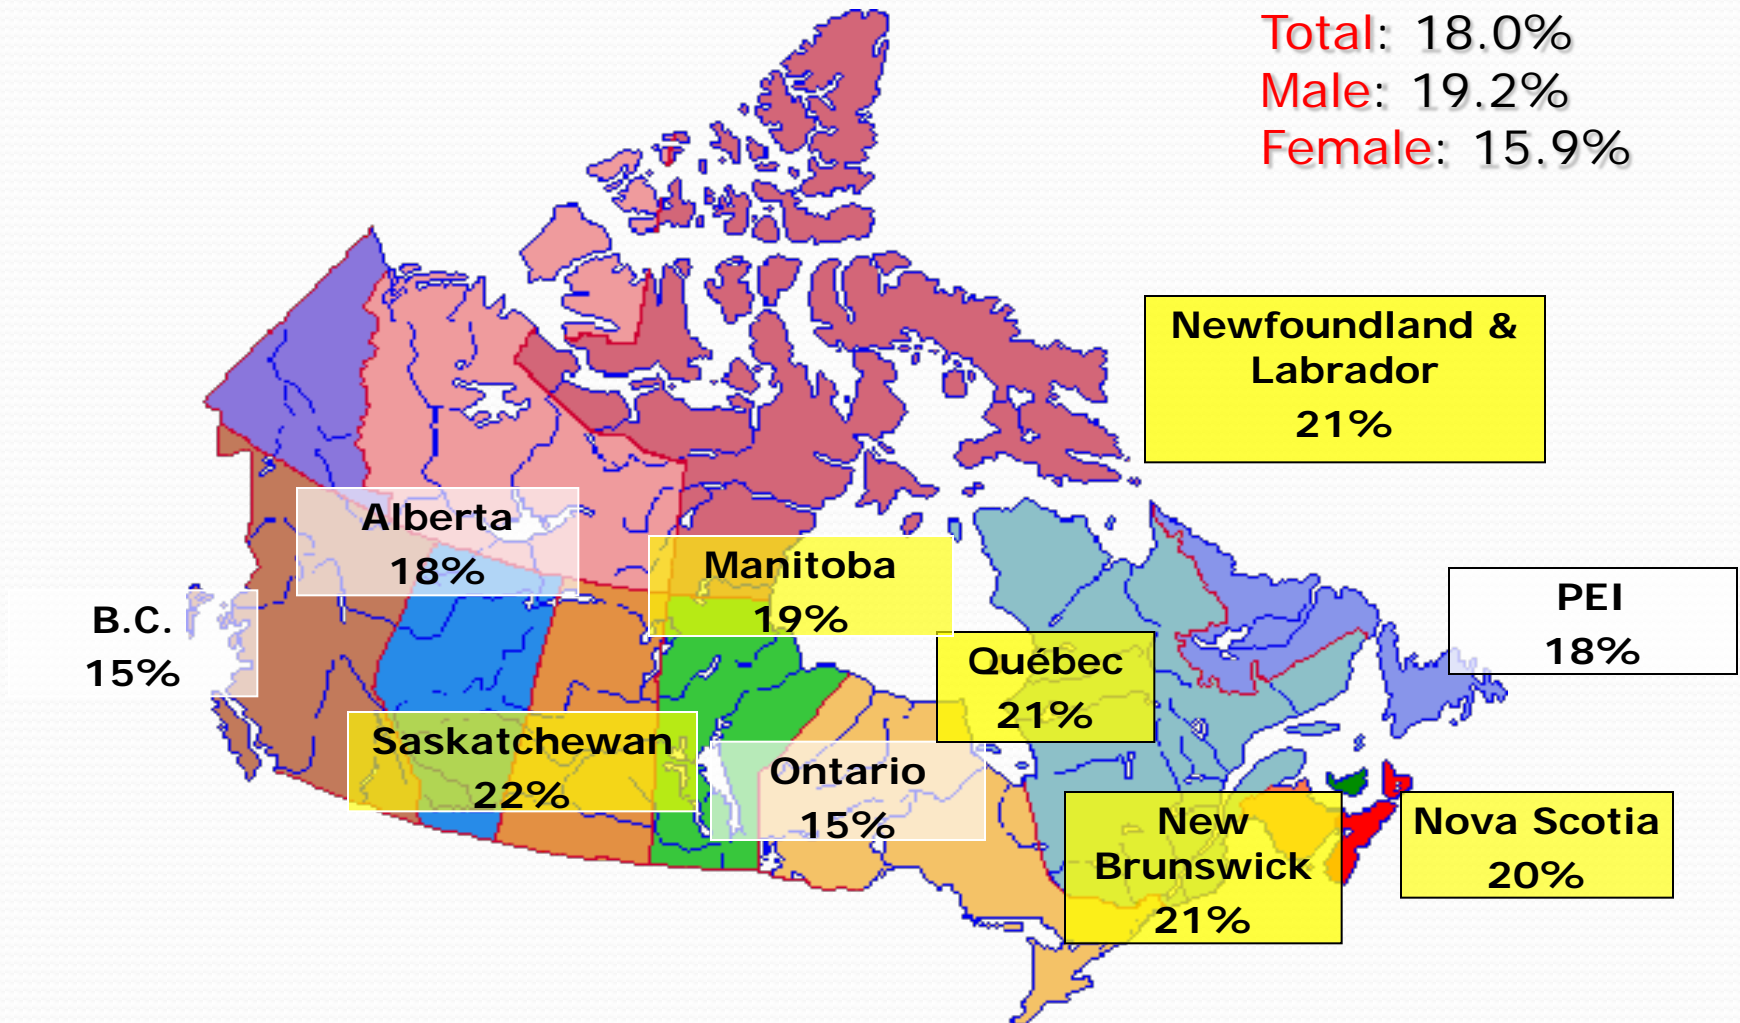 Total: 18.0%
Male: 19.2%
Female: 15.9%
Newfoundland &
Labrador
21%
Alberta
18%
Manitoba
19%
B.C.
15%
PEI
18%
Québec
21%
Saskatchewan
22%
Ontario
15%
New
Brunswick
21%
Nova Scotia
20%